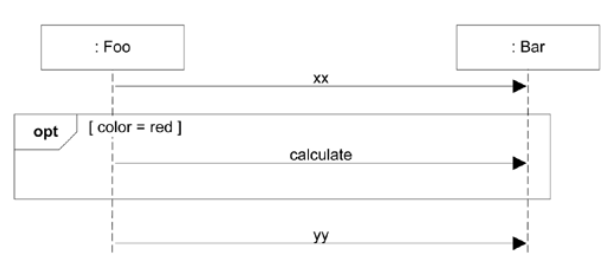 : Foo
: Bar
xx
opt
[ color = red ]
calculate
yy